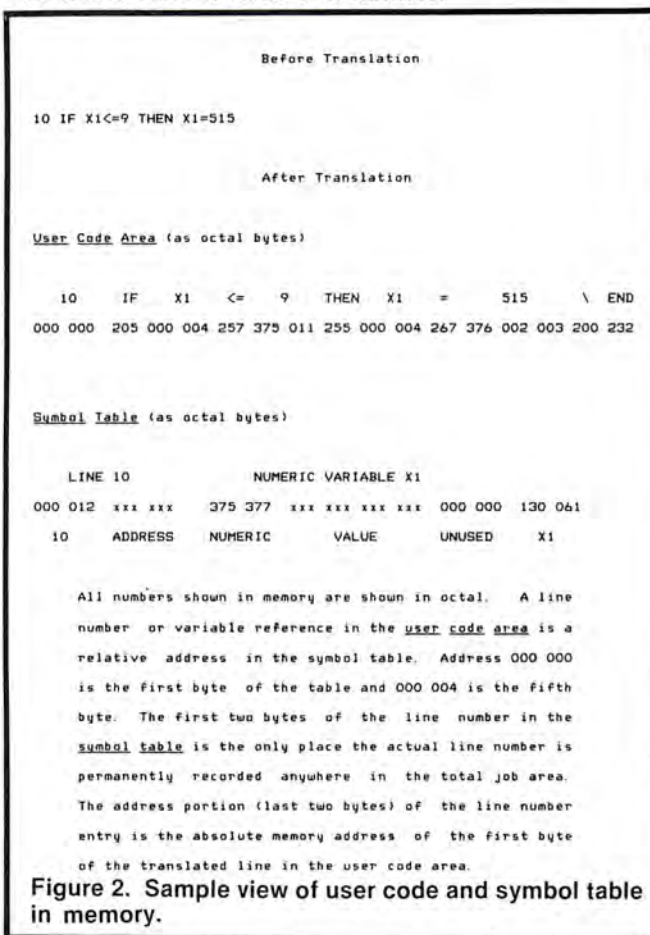 Before Translation
10 IF X1<=9 THEN X1=515
After Translation
User Code Area (as octal bytes)
10 IF X1 <= 9 THEN X1 = 515 \ END
000 000 205 000 004 257 375 011 255 000 004 267 376 002 003 200 232
Symbol Table (as octal bytes)
LINE 10 NUMERIC VARIABLE X1
000 012 xxx xxx 375 377 xxx xxx xxx xxx 000 000 130 061
10 ADDRESS NUMERIC VALUE UNUSED X1
All numbers shown in memory are shown in octal. A line
number or variable reference in the user code area is a
relative address in the symbol table. Address 000 000
is the first byte of the table and 000 004 is the fifth
byte. The first two bytes of the line number in the
symbol table is the only place the actual line number is
permanently recorded anywhere in the total job area.
The address portion (last two bytes) of the line number
entry is the absolute memory address of the first byte
of the translated line in the user code area.
Figure 2. Sample view of user code and symbol table
in memory.